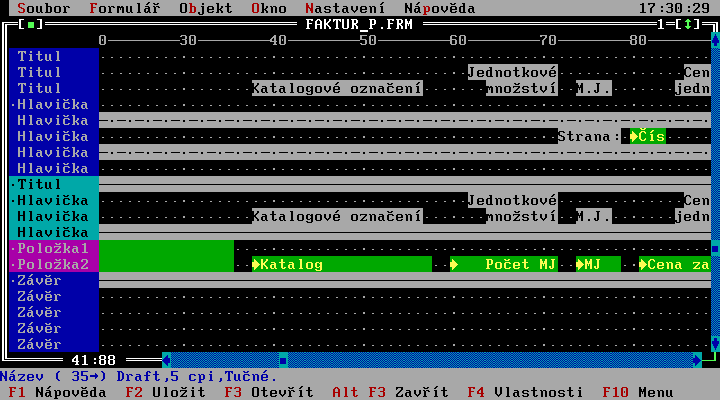 Soubor Formulář Objekt Okno Nastavení Nápověda 17:30:29
FAKTUR_P.FRM 1
0 30 40 50 60 70 80
Titul
Titul Jednotkové Cen
Titul Katalogové označení množství M.J. jedn
Hlavička
Hlavička
Hlavička Strana: Čís
Hlavička
Hlavička
Titul
Hlavička Jednotkové Cen
Hlavička Katalogové označení množství M.J. jedn
Hlavička
Položka1
Položka2 Katalog Počet MJ MJ Cena za
Závěr
Závěr
Závěr
Závěr
Závěr
41:88
Název ( 35→) Draft,5 cpi,Tučné.
F1 Nápověda F2 Uložit F3 Otevřít Alt F3 Zavřít F4 Vlastnosti F10 Menu